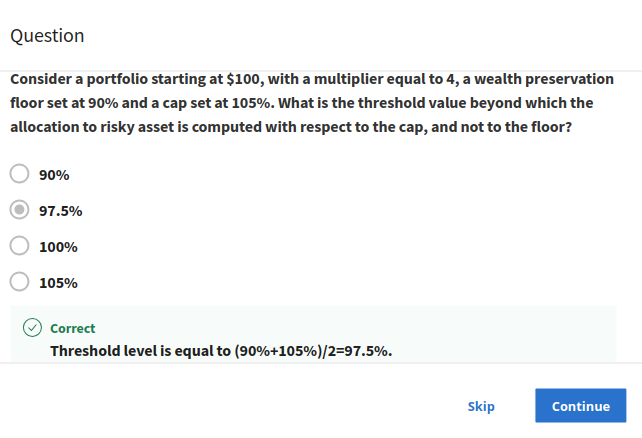 Question
Consider a portfolio starting at $100, with a multiplier equal to 4, a wealth preservation
floor set at 90% and a cap set at 105%. What is the threshold value beyond which the
allocation to risky asset is computed with respect to the cap, and not to the floor?
90%
97.5%
100%
105%
Correct
Threshold level is equal to (90%+105%)/2=97.5%.
Skip
Continue